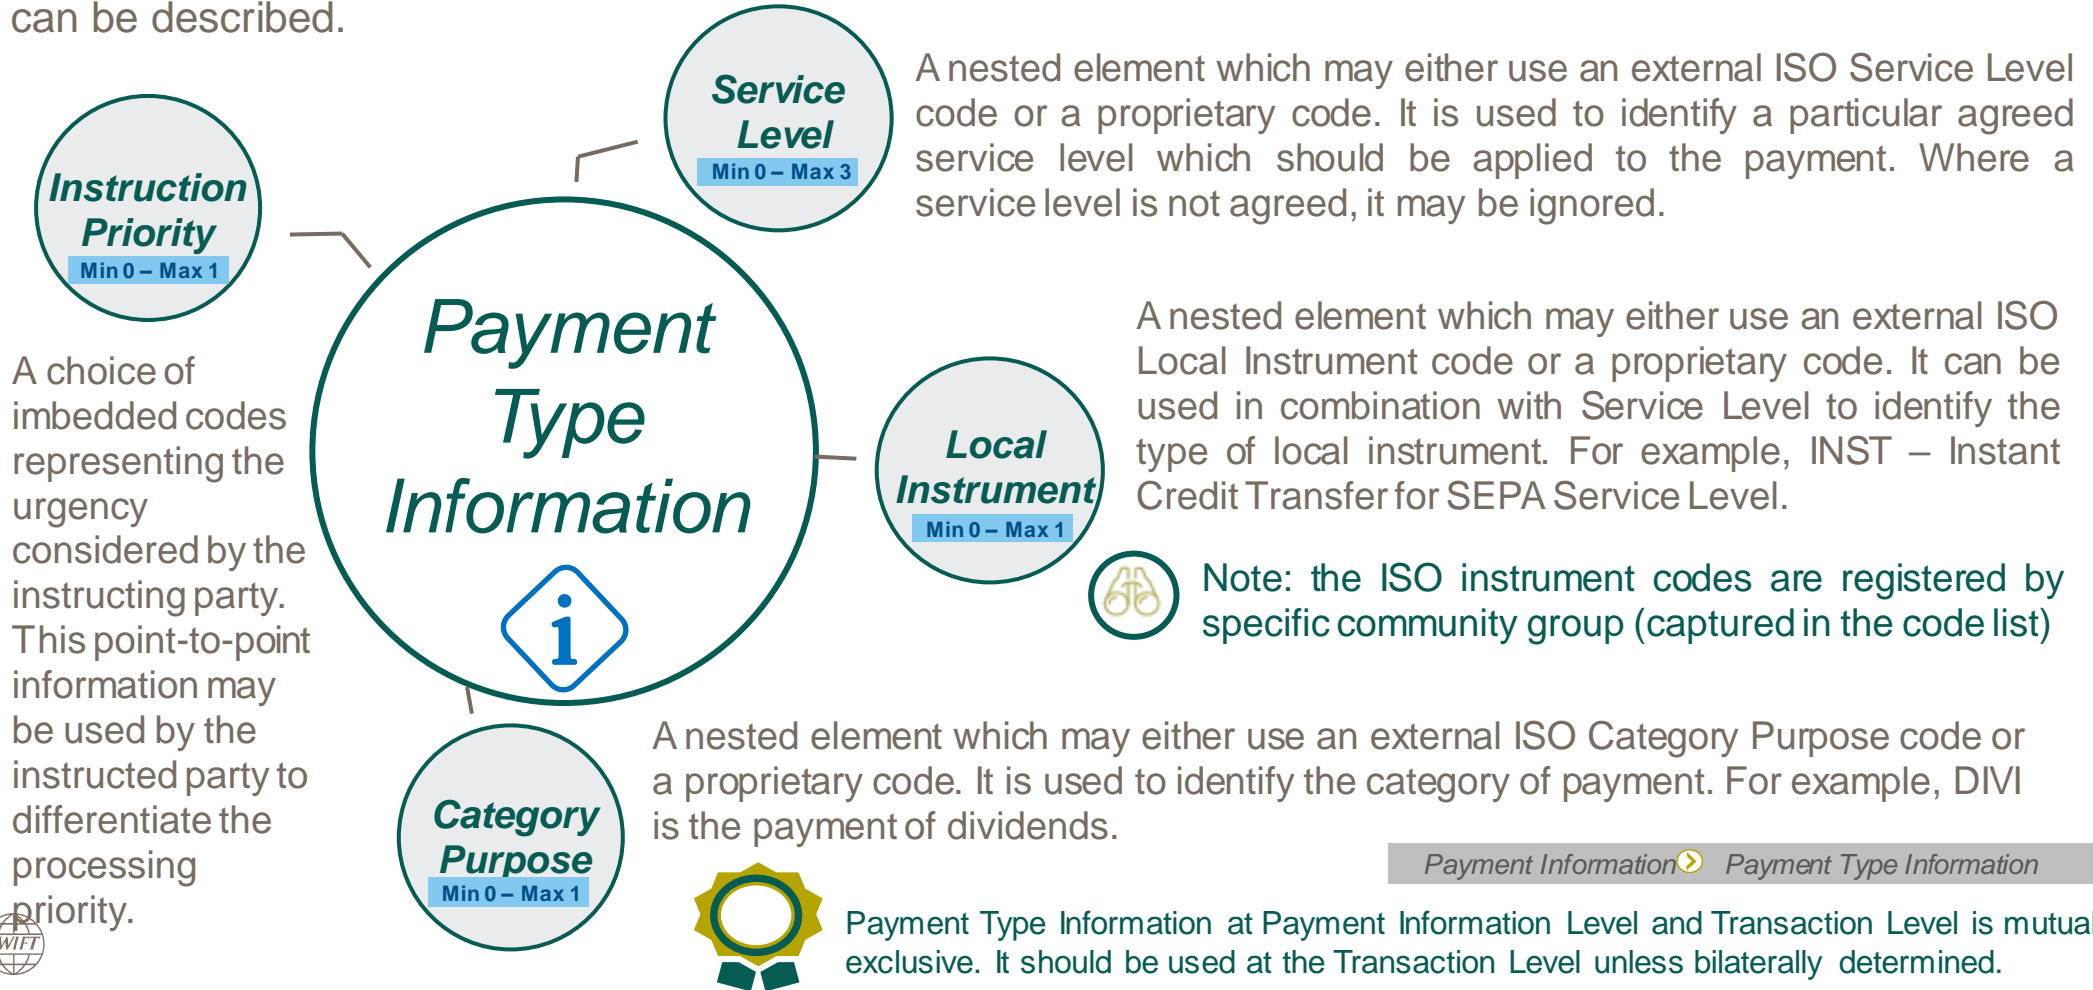 can be described.
Service
Level
Min 0 – Max 3
A nested element which may either use an external ISO Service Level
code or a proprietary code. It is used to identify a particular agreed
service level which should be applied to the payment. Where a
service level is not agreed, it may be ignored.
Instruction
Priority
Min 0 – Max 1
A choice of
imbedded codes
representing the
urgency
considered by the
instructing party.
This point-to-point
information may
be used by the
instructed party to
differentiate the
processing
priority.
Payment
Type
Information
i
Local
Instrument
Min 0 – Max 1
A nested element which may either use an external ISO
Local Instrument code or a proprietary code. It can be
used in combination with Service Level to identify the
type of local instrument. For example, INST – Instant
Credit Transfer for SEPA Service Level.
Note: the ISO instrument codes are registered by
specific community group (captured in the code list)
Category
Purpose
Min 0 – Max 1
A nested element which may either use an external ISO Category Purpose code or
a proprietary code. It is used to identify the category of payment. For example, DIVI
is the payment of dividends.
Payment Information Payment Type Information
Payment Type Information at Payment Information Level and Transaction Level is mutual
exclusive. It should be used at the Transaction Level unless bilaterally determined.